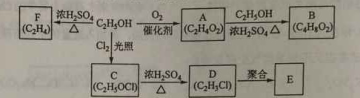 F
(C₂H₄)
浓H₂SO₄
△
C₂H₅OH
O₂
催化剂
A
(C₂H₄O₂)
C₂H₅OH
浓H₂SO₄ △
B
(C₄H₈O₂)
Cl₂ 光照
C
(C₂H₅OCl)
浓H₂SO₄
△
D
(C₂H₃Cl)
聚合
E